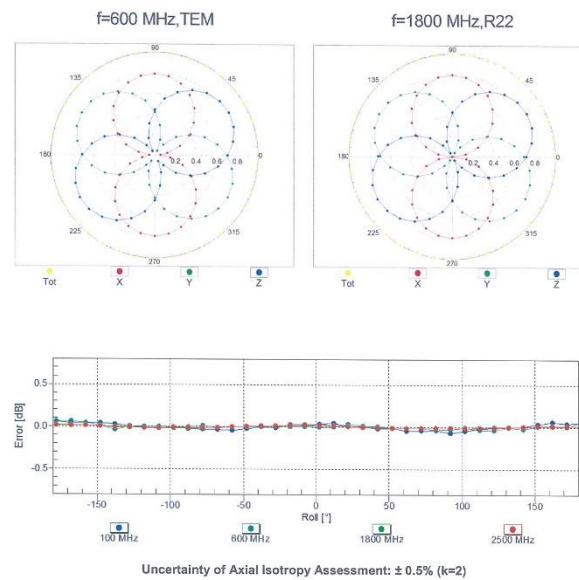 f=600 MHz,TEM
f=1800 MHz,R22
90
135
45
180
0.2 0.4 0.6 0.8
0
225
315
270
Tot
X
Y
Z
90
135
45
180
0.2 0.4 0.6 0.8
0
225
315
270
Tot
X
Y
Z
Error [dB]
0.5
0.0
-0.5
-150
-100
-50
0
50
100
150
Roll [°]
100 MHz
600 MHz
1800 MHz
2500 MHz
Uncertainty of Axial Isotropy Assessment: ± 0.5% (k=2)